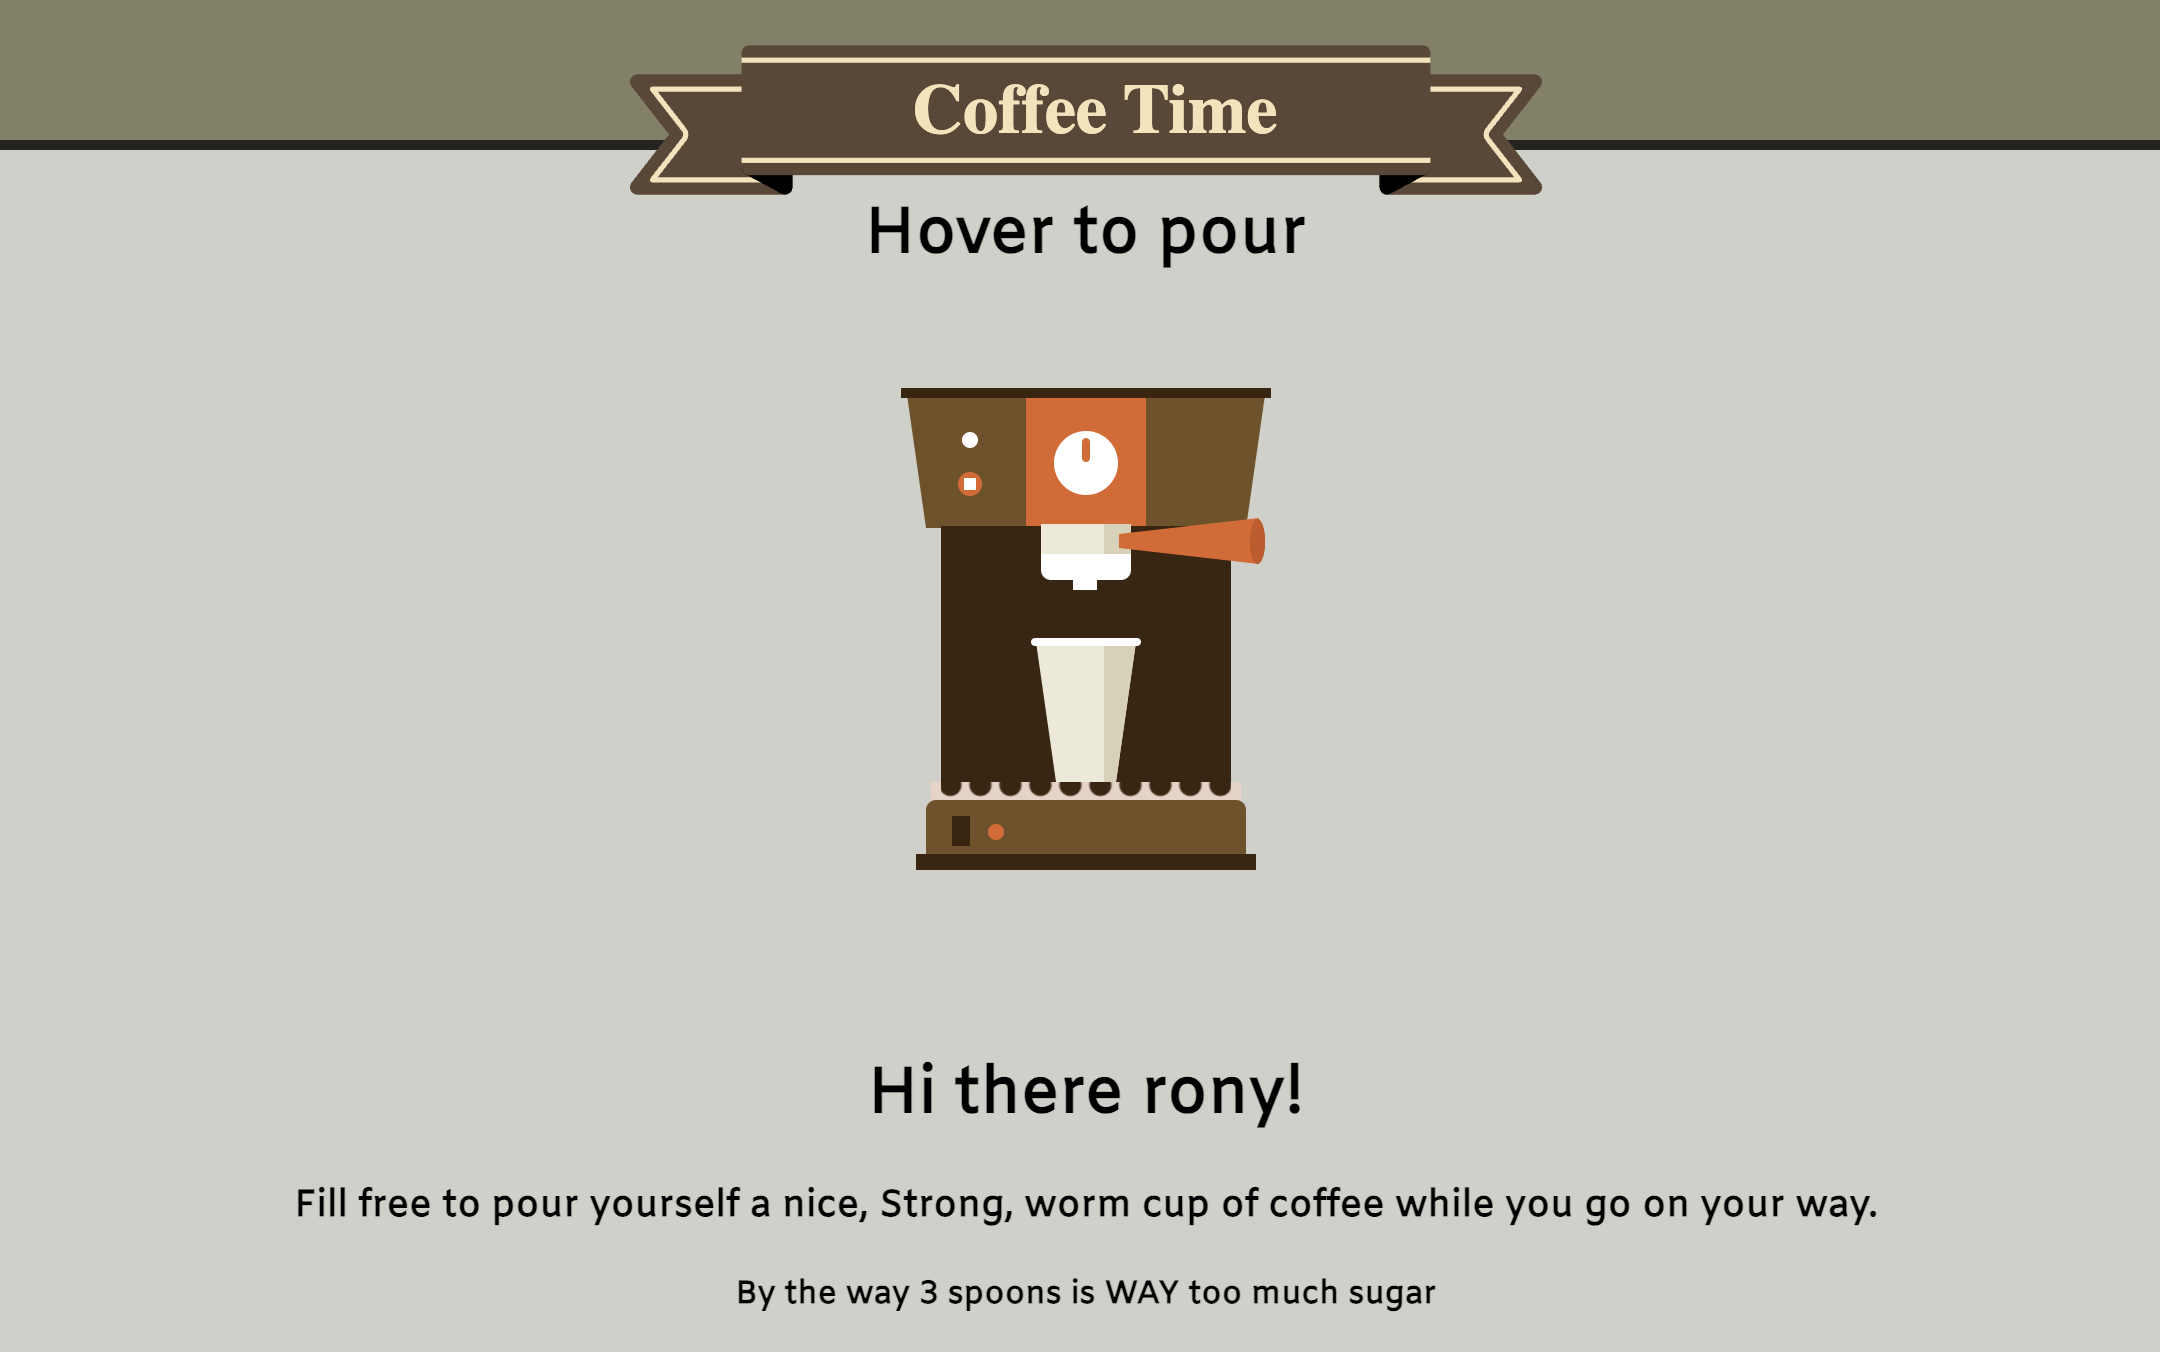 Coffee Time
Hover to pour
Hi there rony!
Fill free to pour yourself a nice, Strong, worm cup of coffee while you go on your way.
By the way 3 spoons is WAY too much sugar